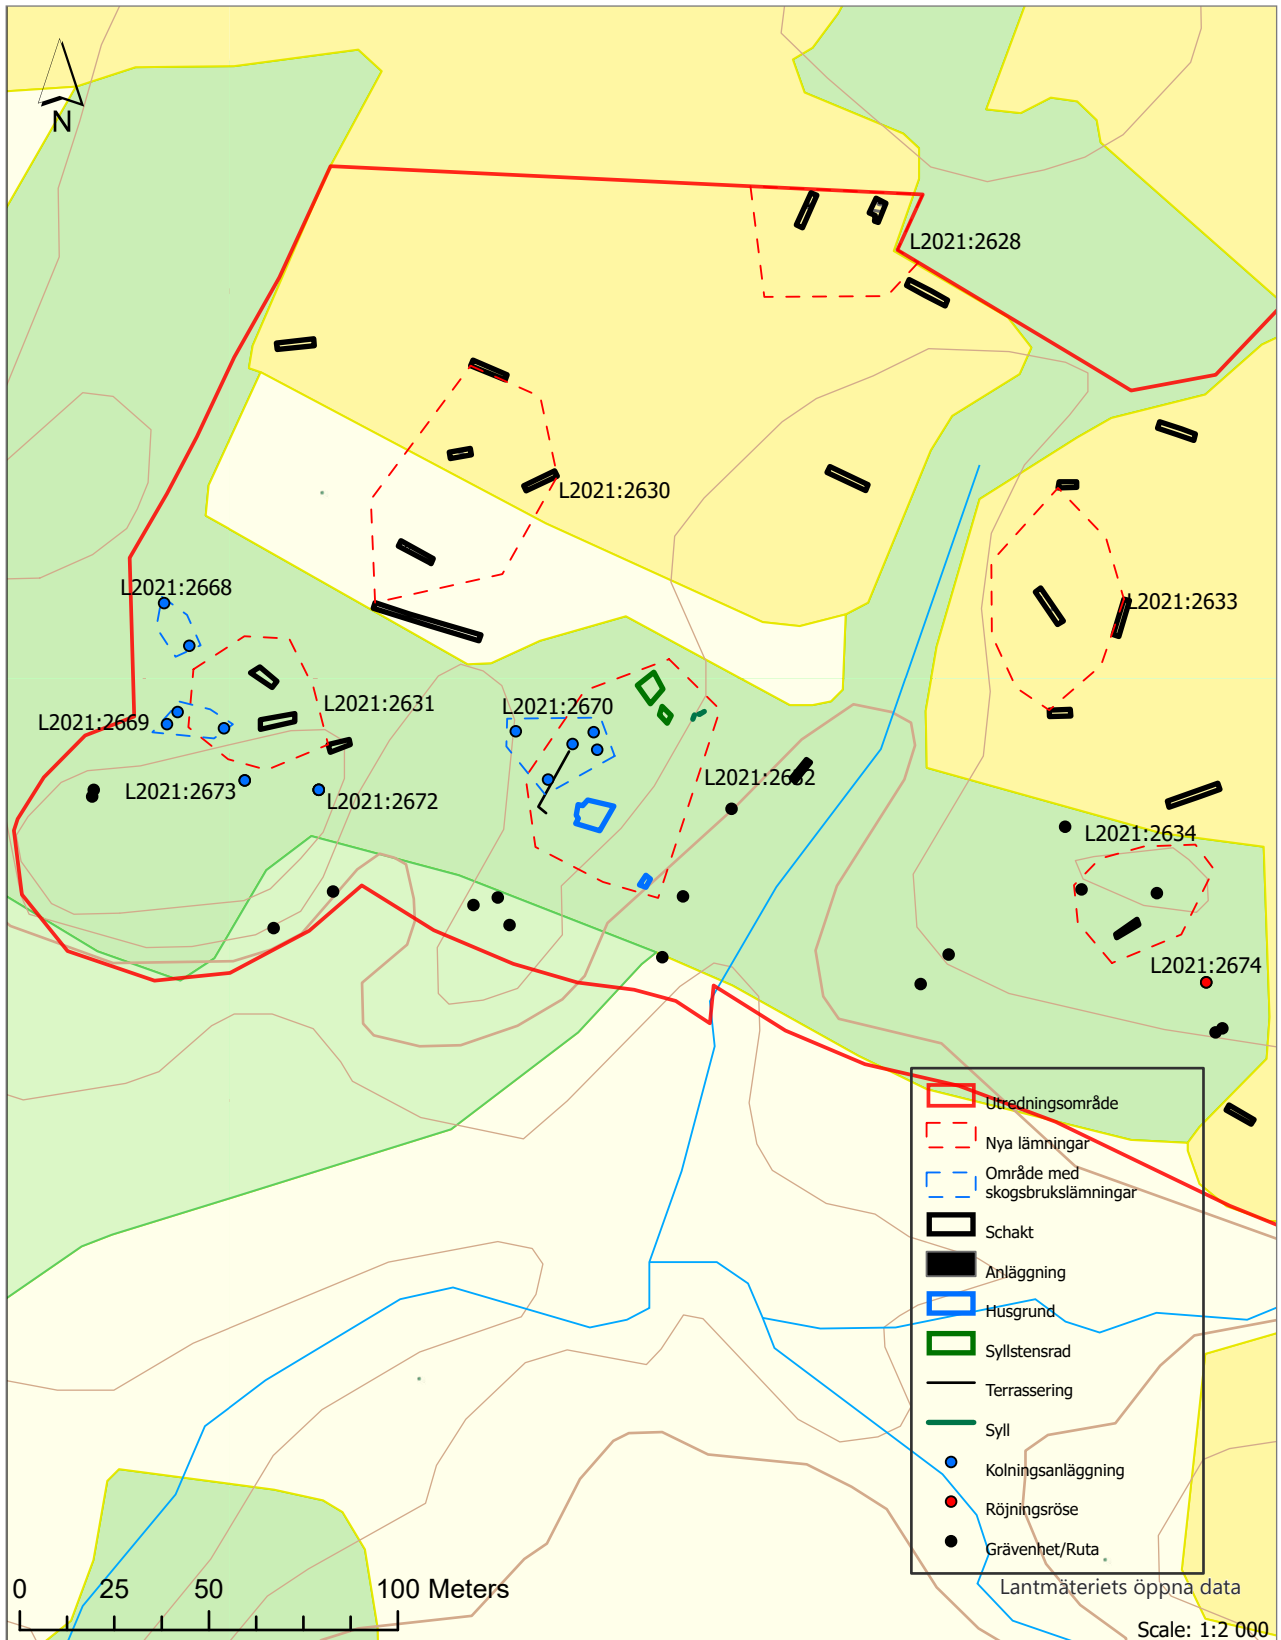 N
L2021:2628
L2021:2630
L2021:2668
L2021:2633
L2021:2631
L2021:2670
L2021:2669
L2021:2632
L2021:2673
L2021:2672
L2021:2634
L2021:2674
Utredningsområde
Nya lämningar
Område med
skogsbrukslämningar
Schakt
Anläggning
Husgrund
Syllstensrad
Terrassering
Syll
Kolningsanläggning
Röjningsröse
Grävenhet/Ruta
0 25 50 100 Meters
Lantmäteriets öppna data
Scale: 1:2 000